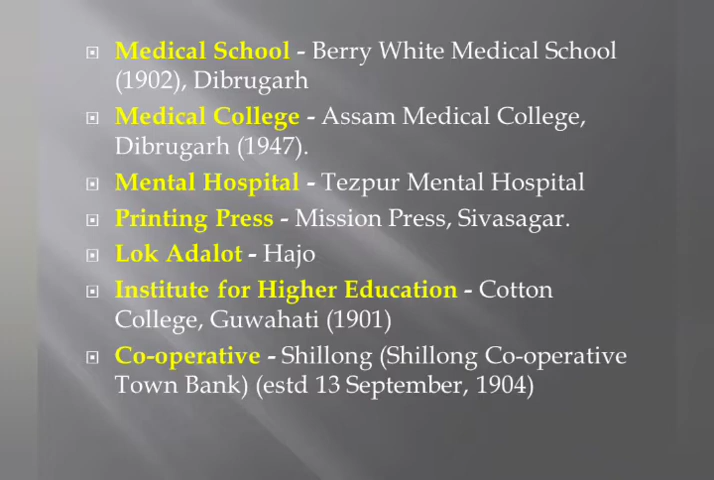 Medical School - Berry White Medical School
(1902), Dibrugarh
Medical College - Assam Medical College,
Dibrugarh (1947).
Mental Hospital - Tezpur Mental Hospital
Printing Press - Mission Press, Sivasagar.
Lok Adalot - Hajo
Institute for Higher Education - Cotton
College, Guwahati (1901)
Co-operative - Shillong (Shillong Co-operative
Town Bank) (estd 13 September, 1904)